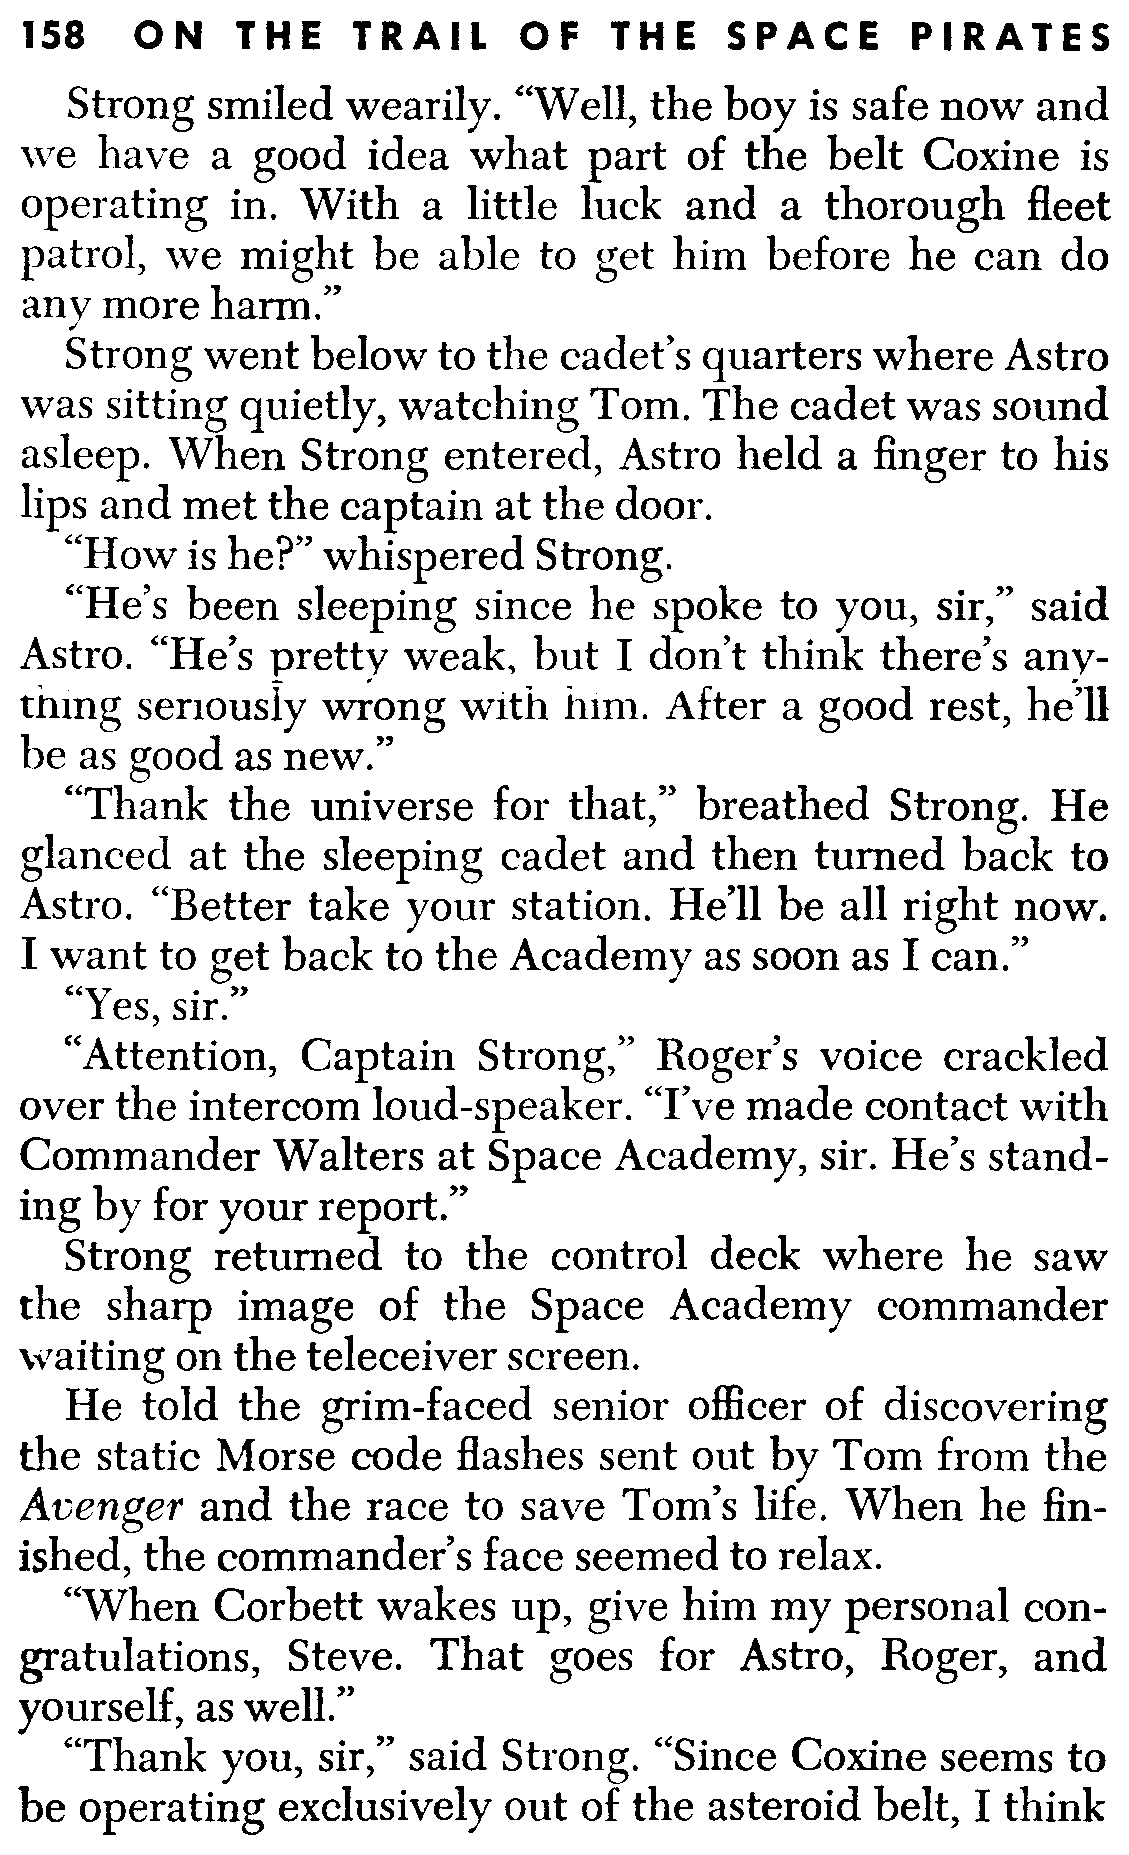 158 ON THE TRAIL OF THE SPACE PIRATES
Strong smiled wearily. “Well, the boy is safe now and
we have a good idea what part of the belt Coxine is
operating in. With a little luck and a thorough fleet
patrol, we might be able to get him before he can do
any more harm.”
Strong went below to the cadet’s quarters where Astro
was sitting quietly, watching Tom. The cadet was sound
asleep. When Strong entered, Astro held a finger to his
lips and met the captain at the door.
“How is he?” whispered Strong.
“He’s been sleeping since he spoke to you, sir,” said
Astro. “He’s pretty weak, but I don’t think there’s any-
thing seriously wrong with him. After a good rest, he’ll
be as good as new.”
“Thank the universe for that,” breathed Strong. He
glanced at the sleeping cadet and then turned back to
Astro. “Better take your station. He’ll be all right now.
I want to get back to the Academy as soon as I can.”
“Yes, sir.”
“Attention, Captain Strong,” Roger’s voice crackled
over the intercom loud-speaker. “I’ve made contact with
Commander Walters at Space Academy, sir. He’s stand-
ing by for your report.”
Strong returned to the control deck where he saw
the sharp image of the Space Academy commander
waiting on the teleceiver screen.
He told the grim-faced senior officer of discovering
the static Morse code flashes sent out by Tom from the
Avenger and the race to save Tom’s life. When he fin-
ished, the commander’s face seemed to relax.
“When Corbett wakes up, give him my personal con-
gratulations, Steve. That goes for Astro, Roger, and
yourself, as well.”
“Thank you, sir,” said Strong. “Since Coxine seems to
be operating exclusively out of the asteroid belt, I think